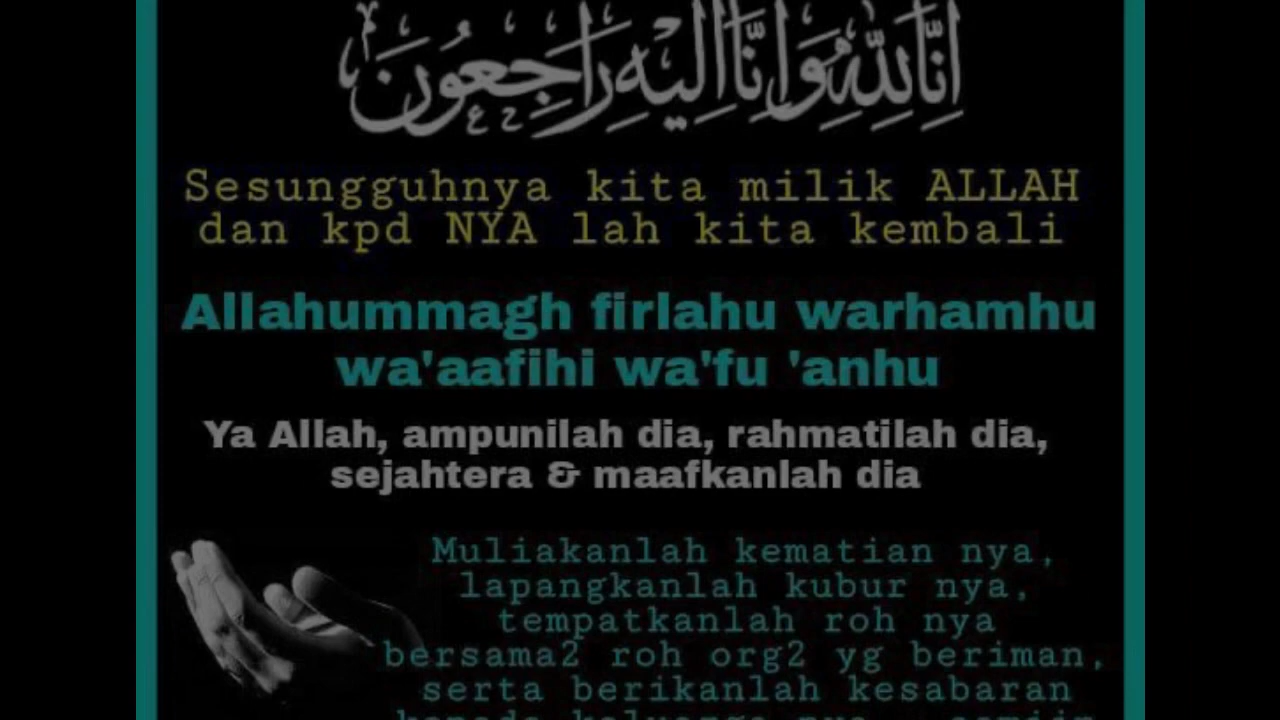 إِنَّا لِلَّٰهِ وَإِنَّا إِلَيْهِ رَاجِعُونَ
Sesungguhnya kita milik ALLAH
dan kpd NYA lah kita kembali
Allahummagh firlahu warhamhu
wa'aafihi wa'fu 'anhu
Ya Allah, ampunilah dia, rahmatilah dia,
sejahtera & maafkanlah dia
Muliakanlah kematian nya,
lapangkanlah kubur nya,
tempatkanlah roh nya
bersama2 roh org2 yg beriman,
serta berikanlah kesabaran